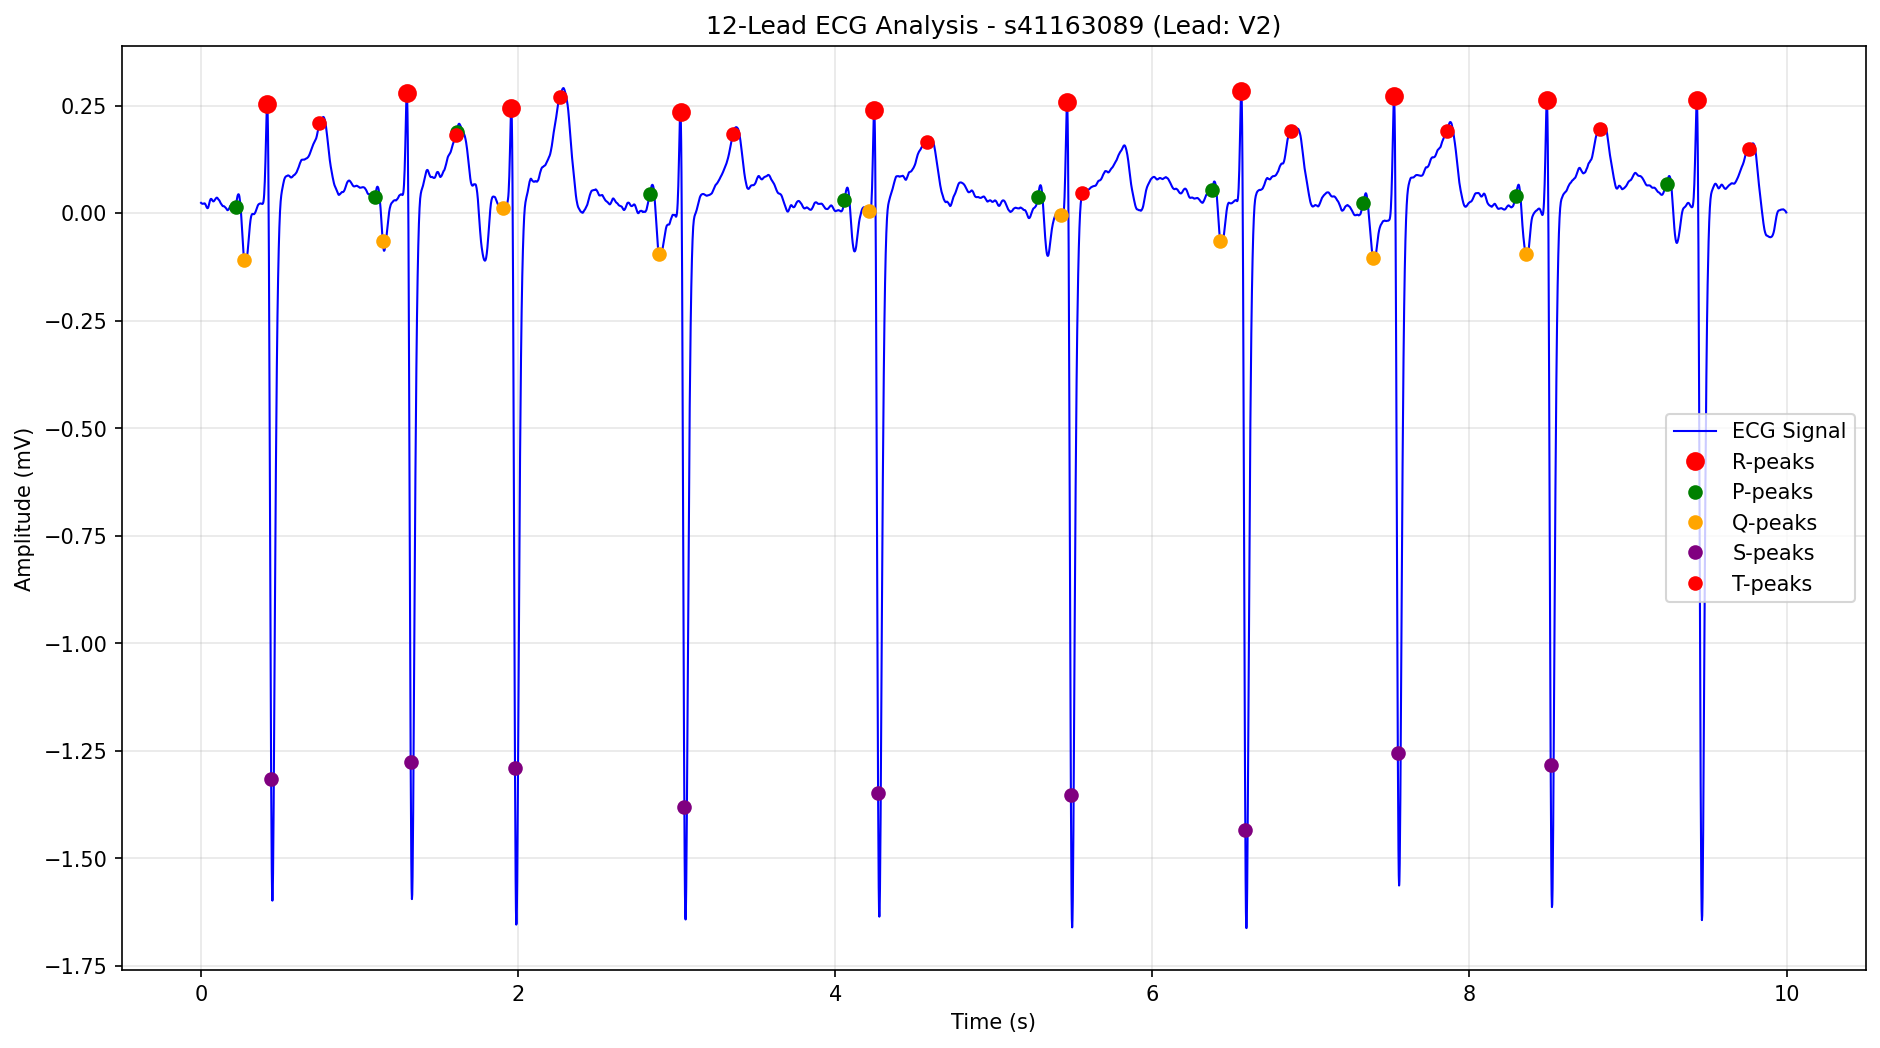 12-Lead ECG Analysis - s41163089 (Lead: V2)
0.25
0.00
−0.25
−0.50
−0.75
−1.00
−1.25
−1.50
−1.75
Amplitude (mV)
ECG Signal
R-peaks
P-peaks
Q-peaks
S-peaks
T-peaks
0 2 4 6 8 10
Time (s)